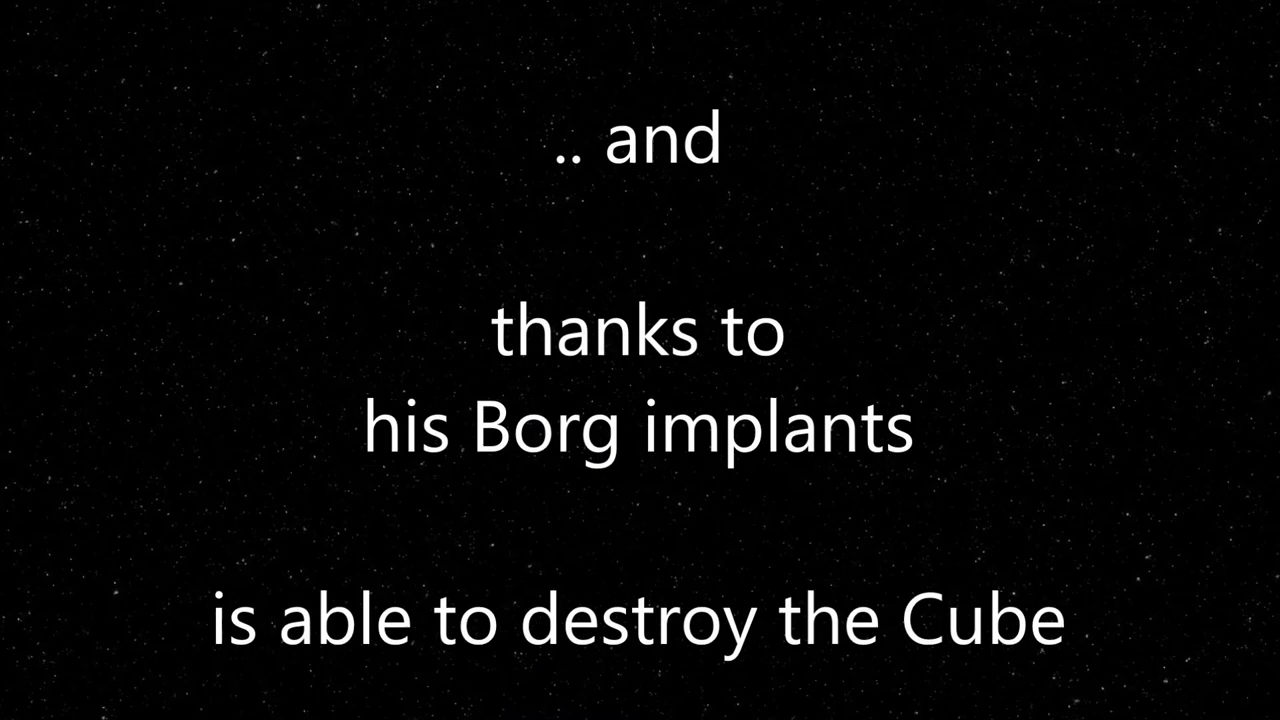 .. and
thanks to
his Borg implants
is able to destroy the Cube